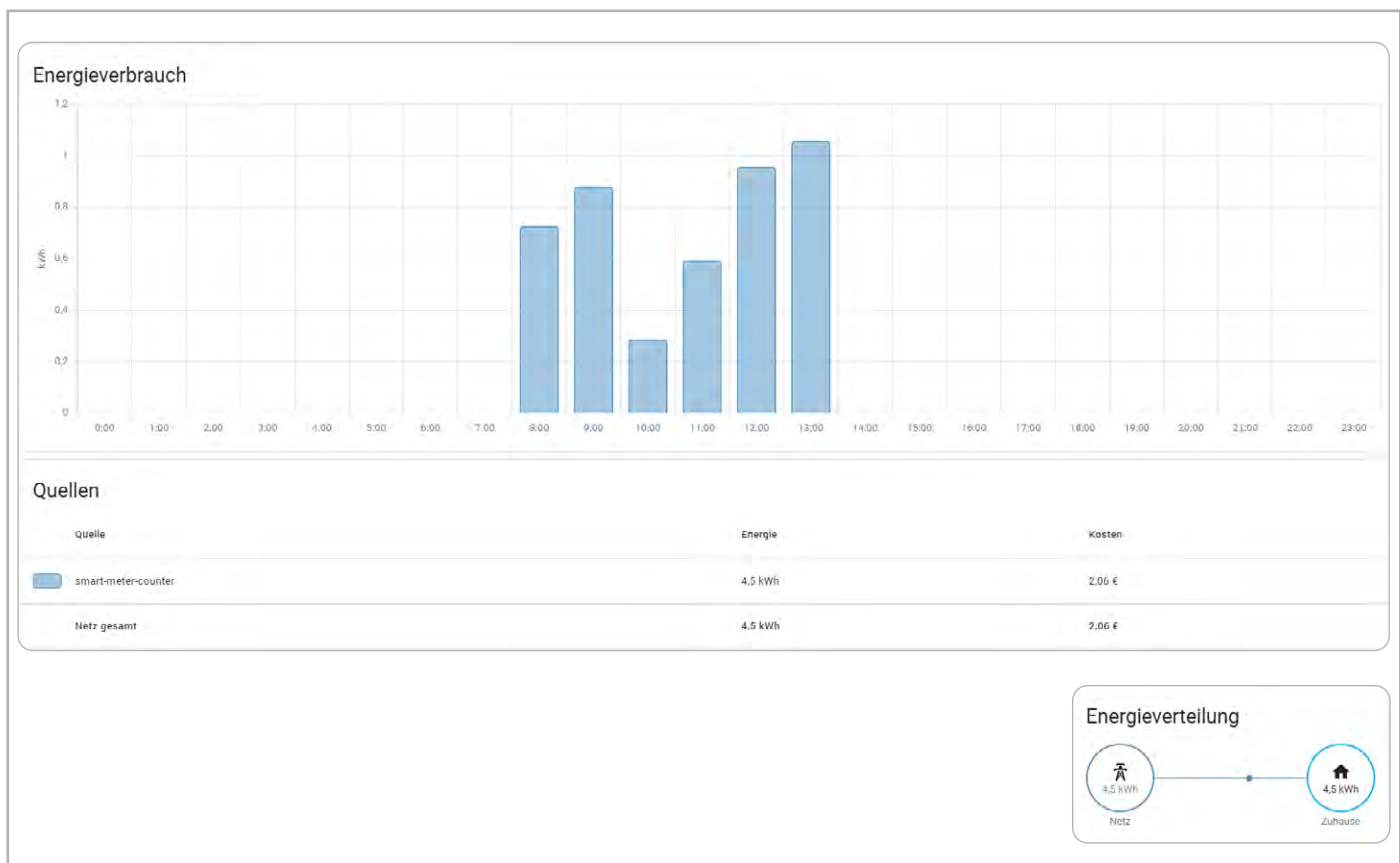 Energieverbrauch
1,2
1
0,8
kWh
0,6
0,4
0,2
0
0:00 1:00 2:00 3:00 4:00 5:00 6:00 7:00 8:00 9:00 10:00 11:00 12:00 13:00 14:00 15:00 16:00 17:00 18:00 19:00 20:00 21:00 22:00 23:00
Quellen
Quelle Energie Kosten
smart-meter-counter 4,5 kWh 2,06 €
Netz gesamt 4,5 kWh 2,06 €
Energieverteilung
4,5 kWh 4,5 kWh
Netz Zuhause